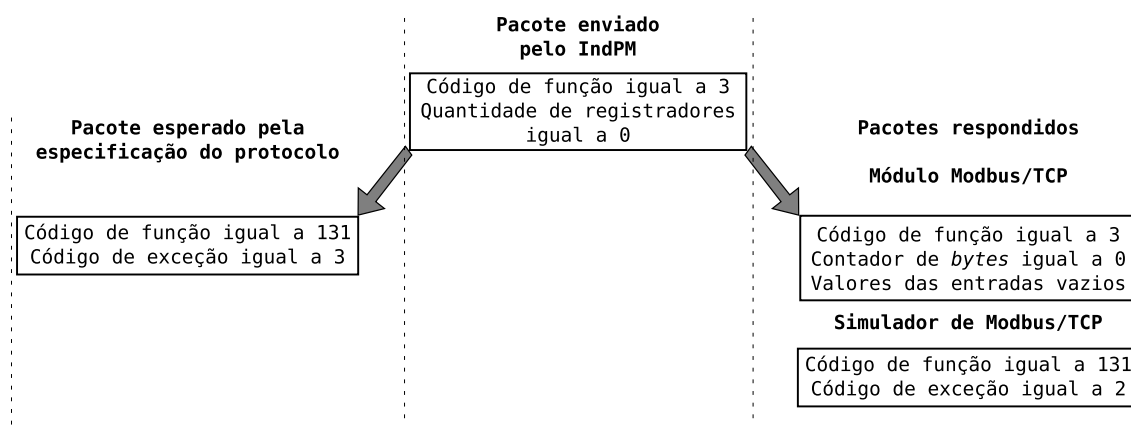 Pacote enviado
pelo IndPM
Código de função igual a 3
Quantidade de registradores
igual a 0
Pacote esperado pela
especificação do protocolo
Código de função igual a 131
Código de exceção igual a 3
Pacotes respondidos
Módulo Modbus/TCP
Código de função igual a 3
Contador de bytes igual a 0
Valores das entradas vazios
Simulador de Modbus/TCP
Código de função igual a 131
Código de exceção igual a 2